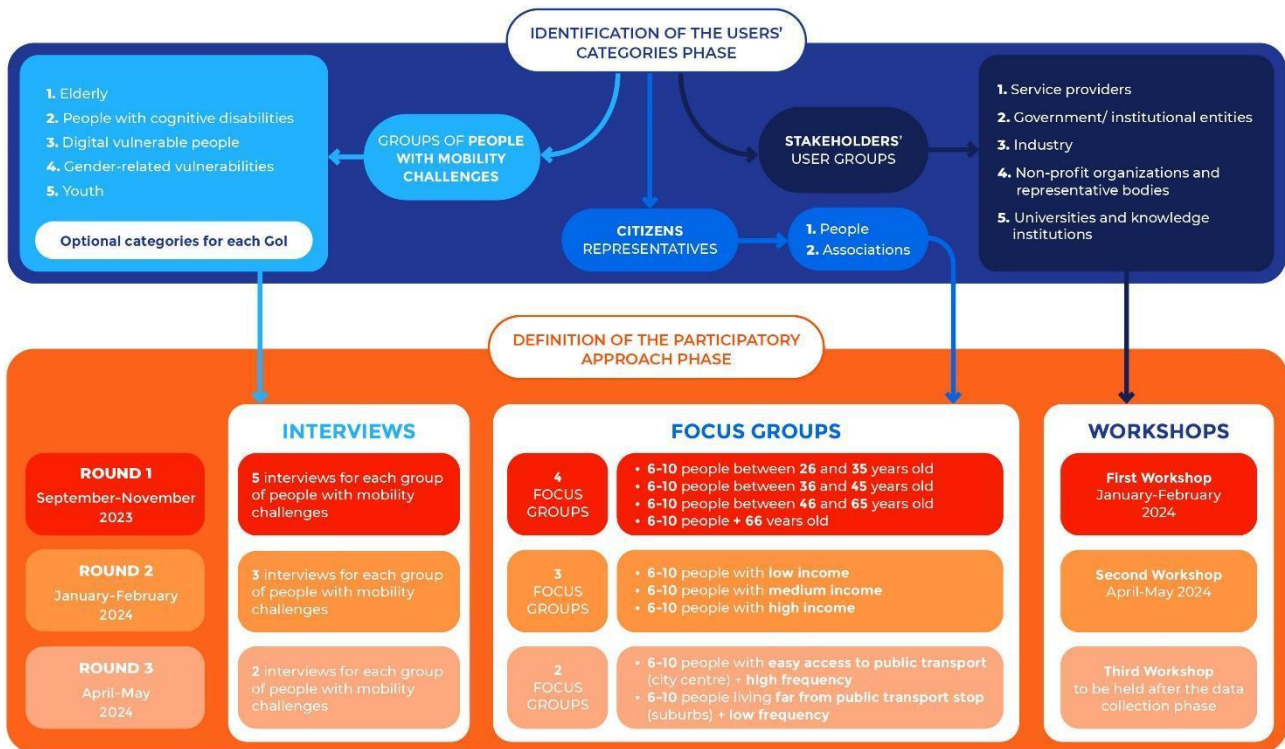 IDENTIFICATION OF THE USERS'
CATEGORIES PHASE
1. Elderly
2. People with cognitive disabilities
3. Digital vulnerable people
4. Gender-related vulnerabilities
5. Youth
Optional categories for each GoI
GROUPS OF PEOPLE
WITH MOBILITY
CHALLENGES
CITIZENS
REPRESENTATIVES
1. People
2. Associations
STAKEHOLDERS'
USER GROUPS
1. Service providers
2. Government/ institutional entities
3. Industry
4. Non-profit organizations and
representative bodies
5. Universities and knowledge
institutions
DEFINITION OF THE PARTICIPATORY
APPROACH PHASE
INTERVIEWS
FOCUS GROUPS
WORKSHOPS
ROUND 1
September-November
2023
5 interviews for each group
of people with mobility
challenges
4
FOCUS
GROUPS
• 6-10 people between 26 and 35 years old
• 6-10 people between 36 and 45 years old
• 6-10 people between 46 and 65 years old
• 6-10 people + 66 years old
First Workshop
January-February
2024
ROUND 2
January-February
2024
3 interviews for each group
of people with mobility
challenges
3
FOCUS
GROUPS
• 6-10 people with low income
• 6-10 people with medium income
• 6-10 people with high income
Second Workshop
April-May 2024
ROUND 3
April-May
2024
2 interviews for each group
of people with mobility
challenges
2
FOCUS
GROUPS
• 6-10 people with easy access to public transport
(city centre) + high frequency
• 6-10 people living far from public transport stop
(suburbs) + low frequency
Third Workshop
to be held after the data
collection phase